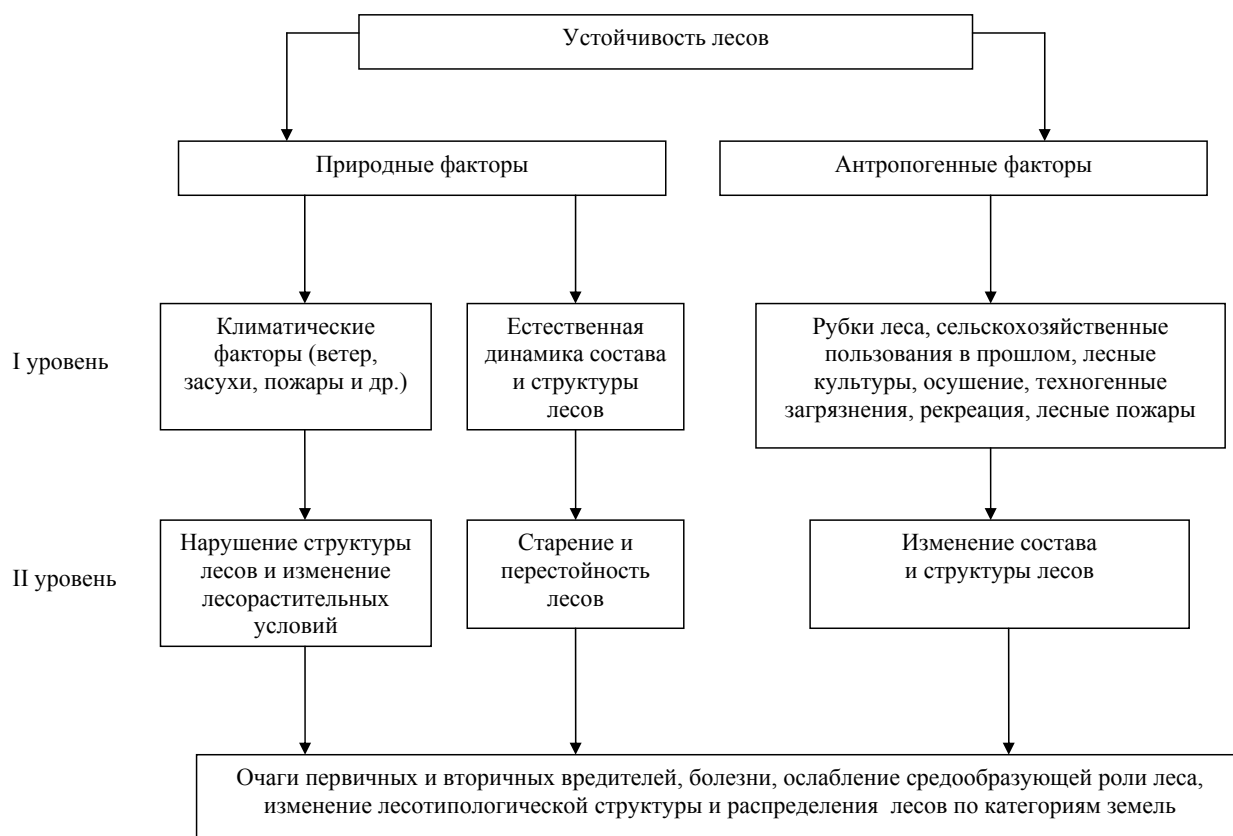 Устойчивость лесов
Природные факторы
Антропогенные факторы
I уровень
Климатические
факторы (ветер,
засухи, пожары и др.)
Естественная
динамика состава
и структуры
лесов
Рубки леса, сельскохозяйственные
пользования в прошлом, лесные
культуры, осушение, техногенные
загрязнения, рекреация, лесные пожары
II уровень
Нарушение структуры
лесов и изменение
лесорастительных
условий
Старение и
перестойность
лесов
Изменение состава
и структуры лесов
Очаги первичных и вторичных вредителей, болезни, ослабление средообразующей роли леса,
изменение лесотипологической структуры и распределения лесов по категориям земель